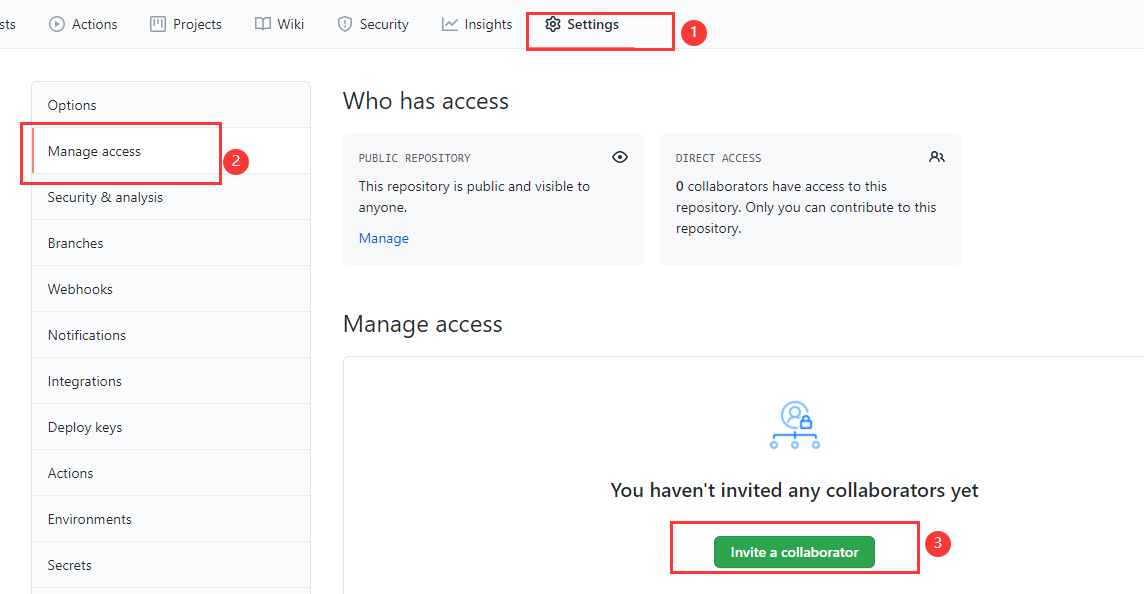 sts Actions Projects Wiki Security Insights Settings 1
Options
Manage access 2
Security & analysis
Branches
Webhooks
Notifications
Integrations
Deploy keys
Actions
Environments
Secrets
Who has access
PUBLIC REPOSITORY
This repository is public and visible to
anyone.
Manage
DIRECT ACCESS
0 collaborators have access to this
repository. Only you can contribute to this
repository.
Manage access
You haven't invited any collaborators yet
Invite a collaborator 3